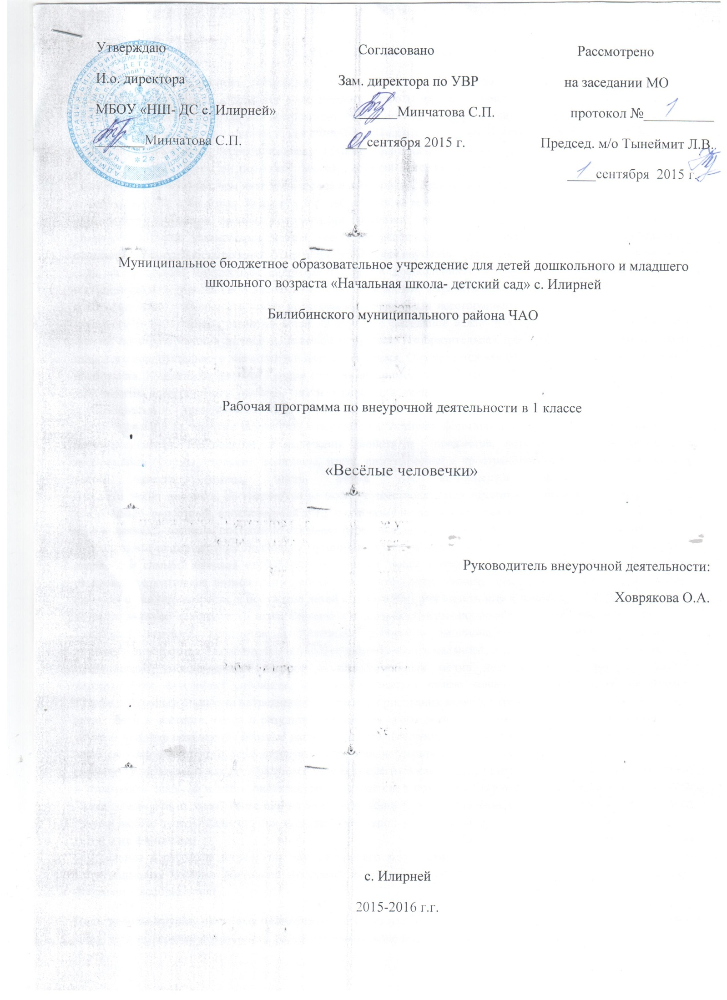 Утверждаю
И.о. директора
МБОУ «НШ- ДС с. Илирней»
_______Минчатова С.П.
Согласовано
Зам. директора по УВР
______Минчатова С.П.
01 сентября 2015 г.
Рассмотрено
на заседании МО
протокол № 1
Председ. м/о Тынеймит Л.В.
1 сентября 2015 г.
Муниципальное бюджетное образовательное учреждение для детей дошкольного и младшего
школьного возраста «Начальная школа- детский сад» с. Илирней
Билибинского муниципального района ЧАО
Рабочая программа по внеурочной деятельности в 1 классе
«Весёлые человечки»
Руководитель внеурочной деятельности:
Ховрякова О.А.
с. Илирней
2015-2016 г.г.